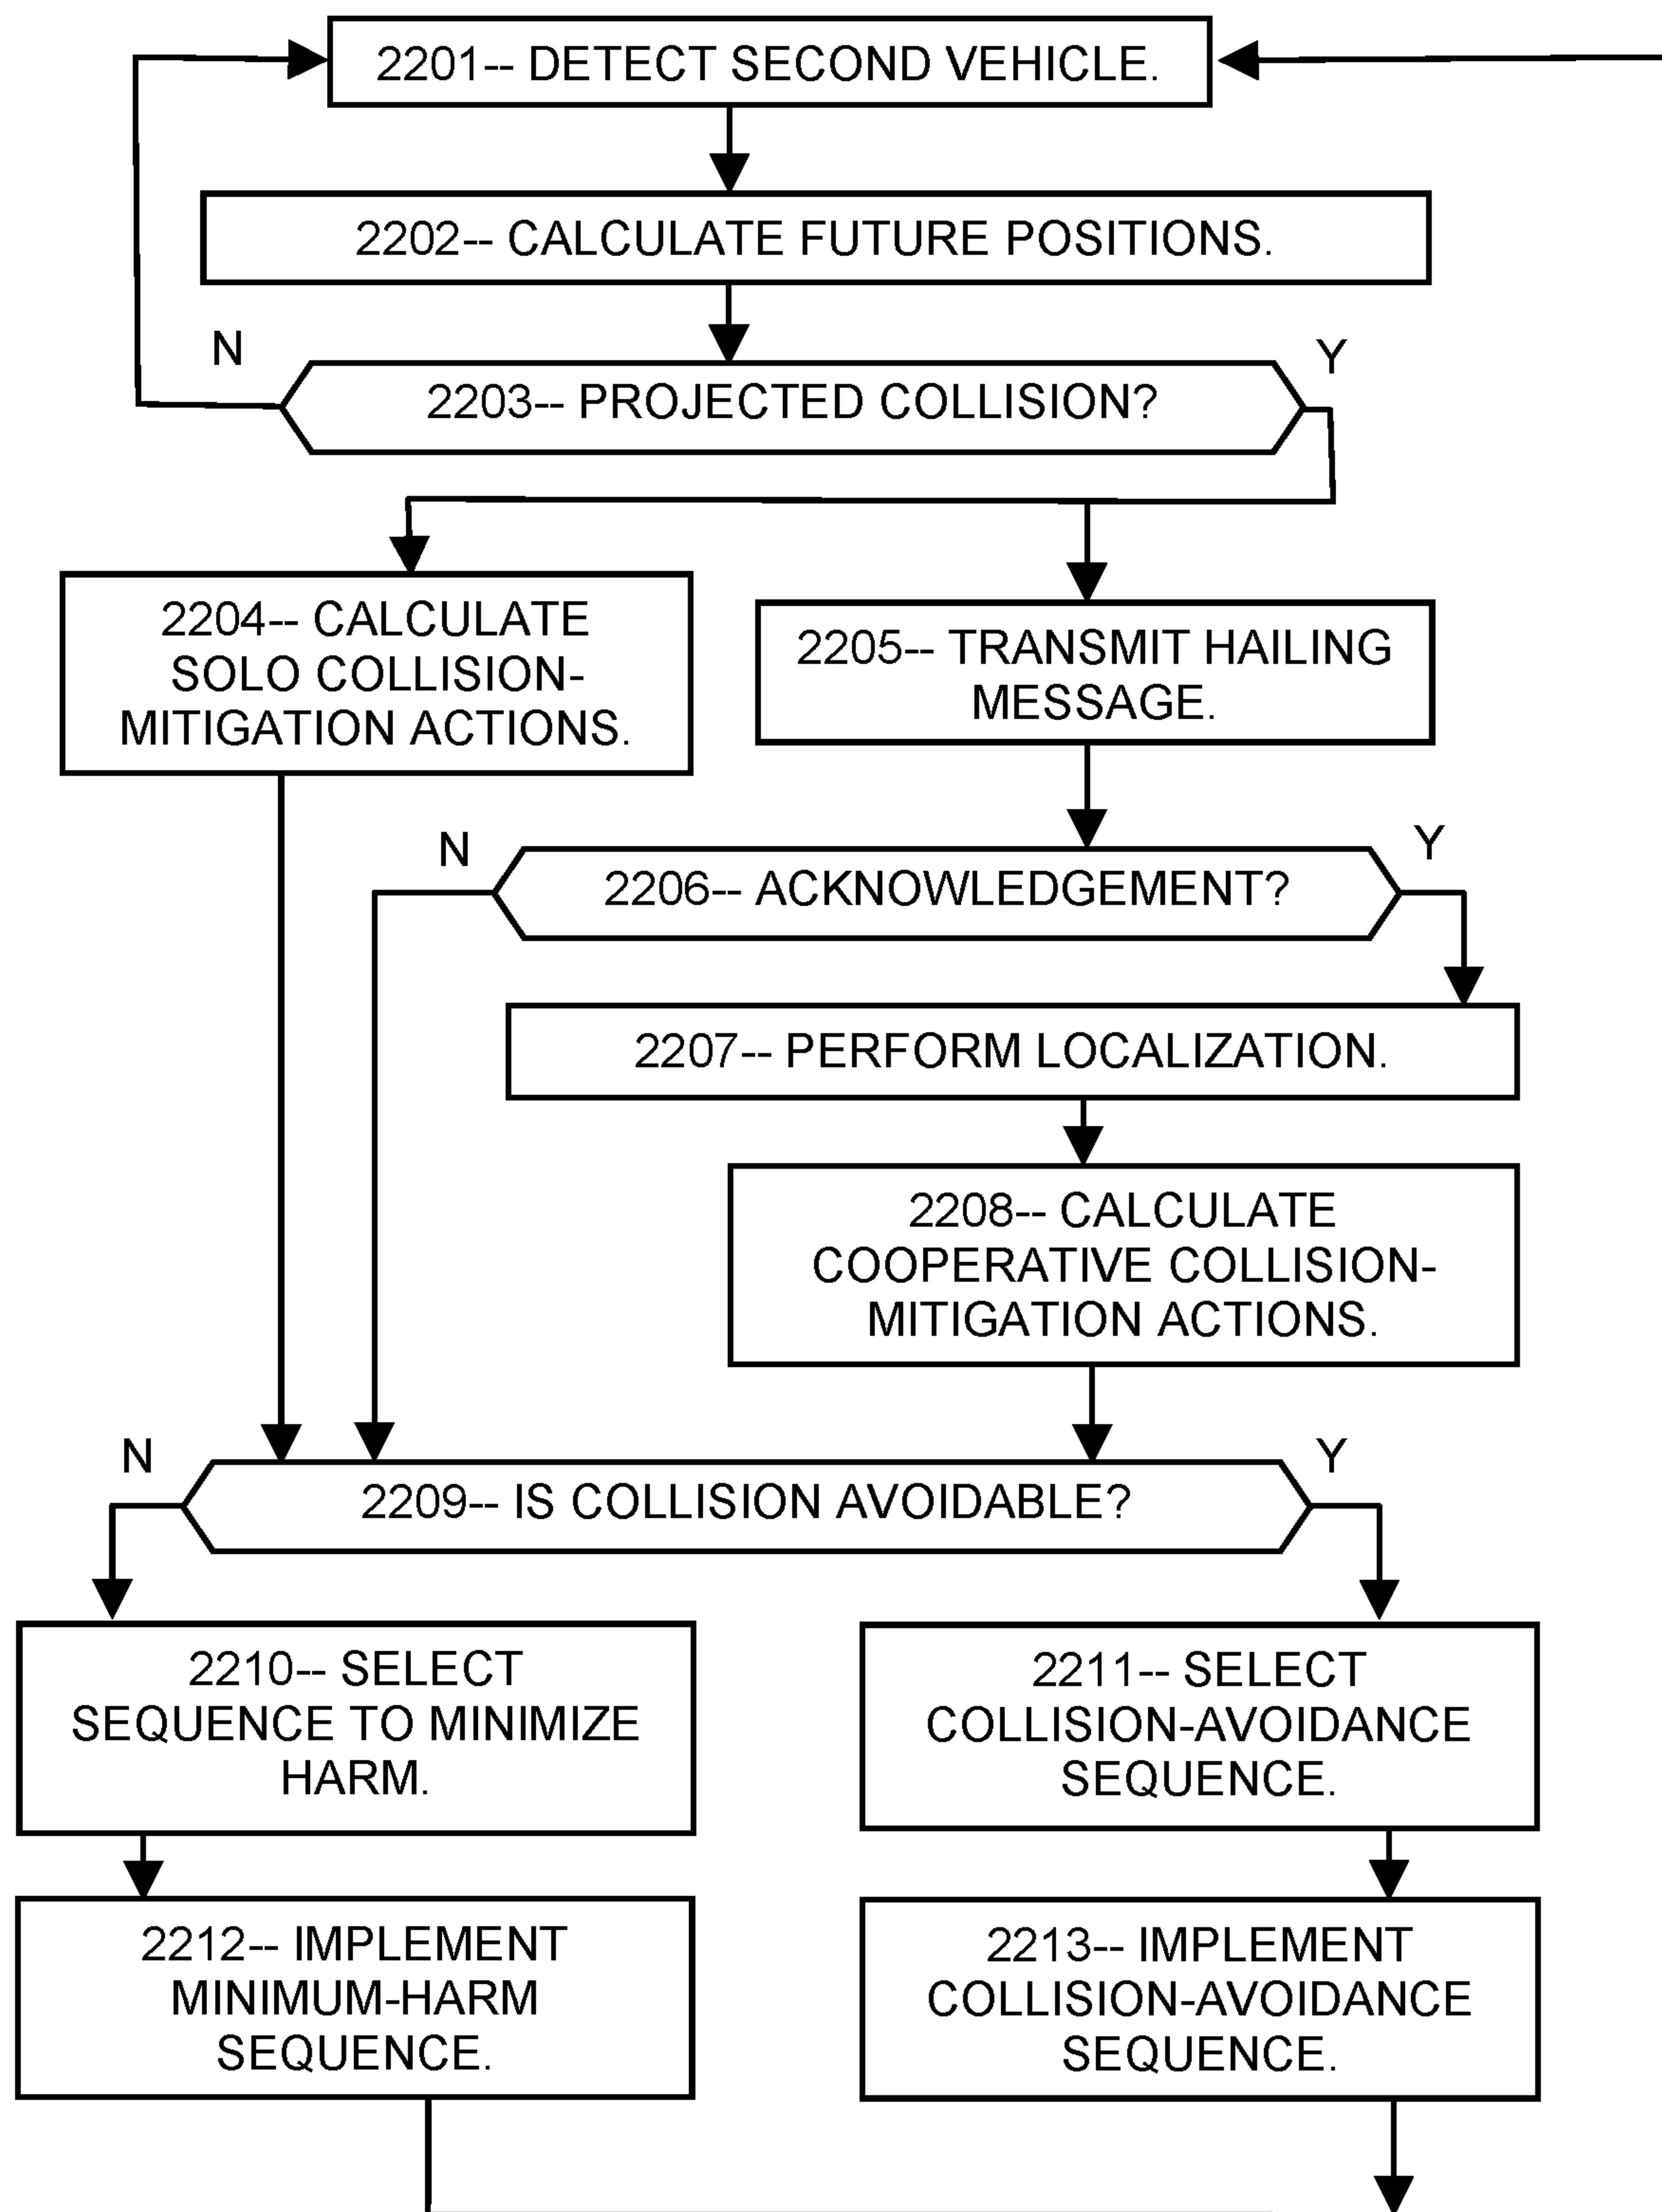 2201-- DETECT SECOND VEHICLE.
2202-- CALCULATE FUTURE POSITIONS.
N
Y
2203-- PROJECTED COLLISION?
2204-- CALCULATE
SOLO COLLISION-
MITIGATION ACTIONS.
2205-- TRANSMIT HAILING
MESSAGE.
N
Y
2206-- ACKNOWLEDGEMENT?
2207-- PERFORM LOCALIZATION.
2208-- CALCULATE
COOPERATIVE COLLISION-
MITIGATION ACTIONS.
N
Y
2209-- IS COLLISION AVOIDABLE?
2210-- SELECT
SEQUENCE TO MINIMIZE
HARM.
2211-- SELECT
COLLISION-AVOIDANCE
SEQUENCE.
2212-- IMPLEMENT
MINIMUM-HARM
SEQUENCE.
2213-- IMPLEMENT
COLLISION-AVOIDANCE
SEQUENCE.